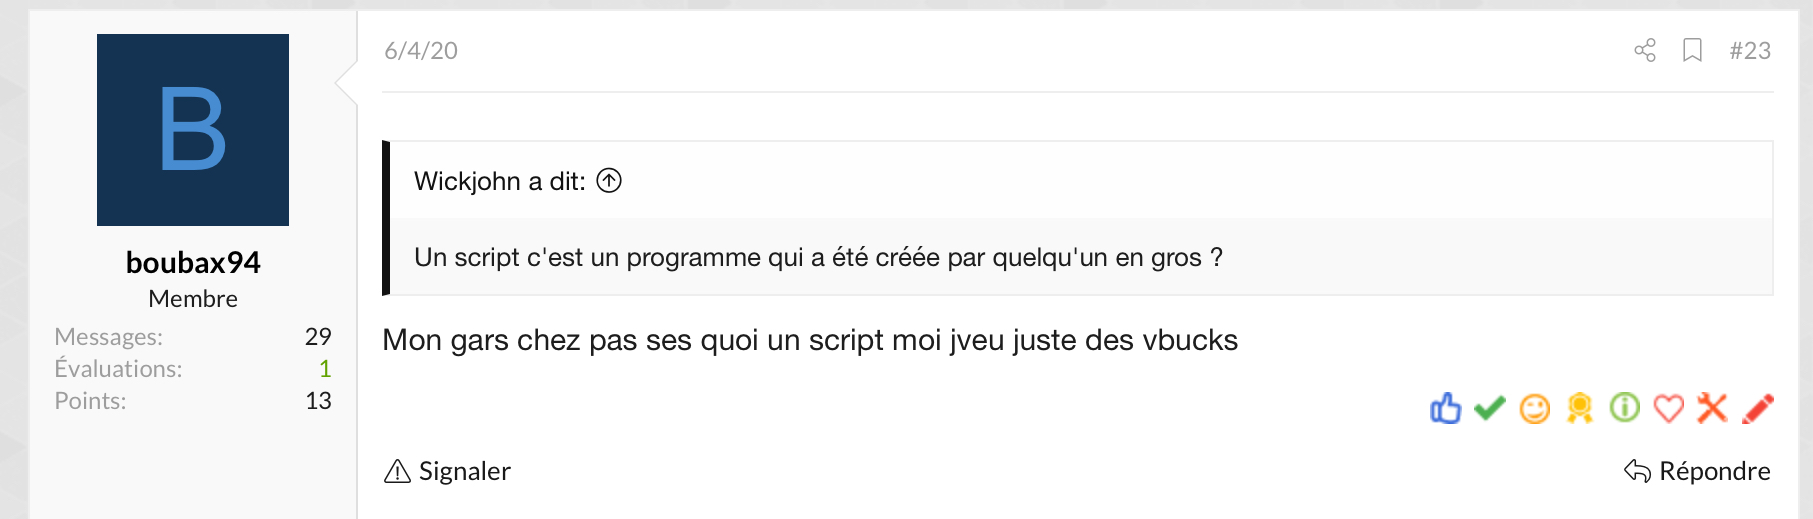 B
boubax94
Membre
Messages: 29
Évaluations: 1
Points: 13
6/4/20
#23
Wickjohn a dit:
Un script c'est un programme qui a été créée par quelqu'un en gros ?
Mon gars chez pas ses quoi un script moi jveu juste des vbucks
Signaler
Répondre